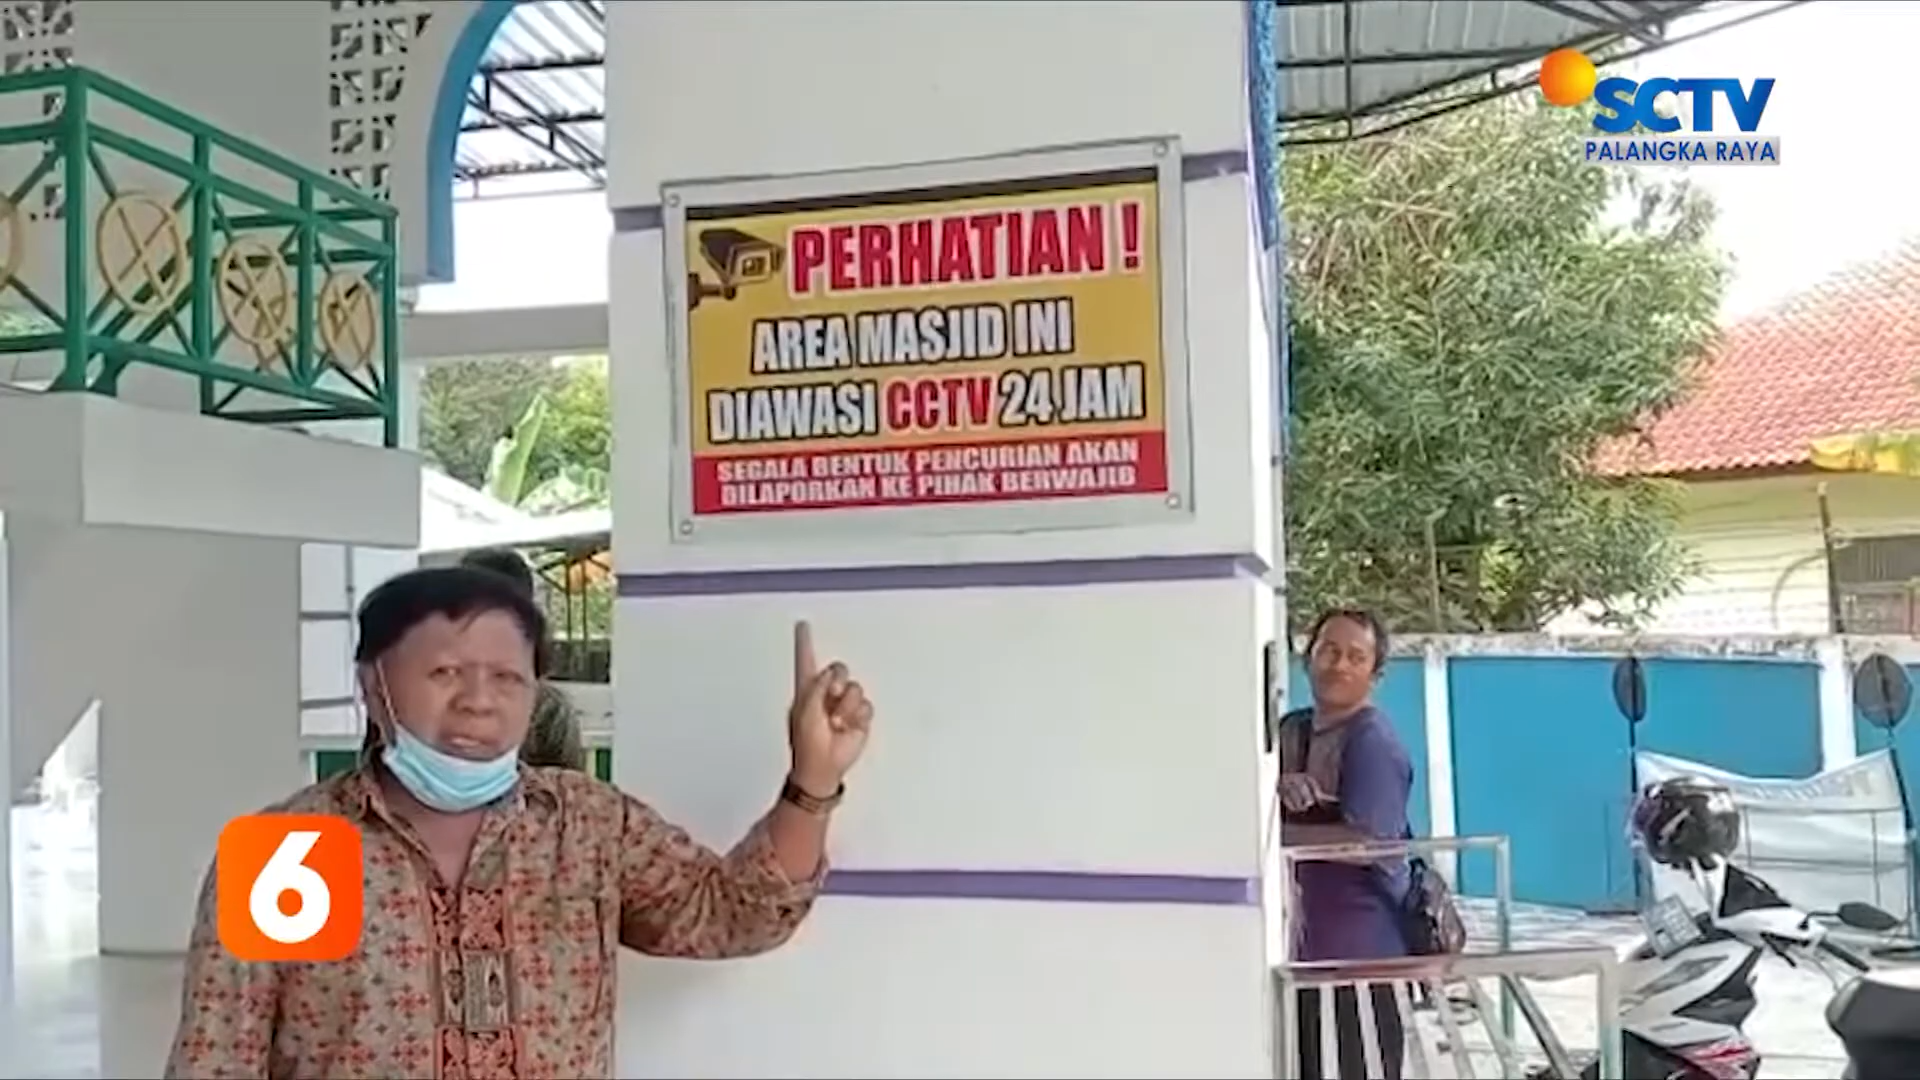 SCTV
PALANGKA RAYA
PERHATIAN !
AREA MASJID INI
DIAWASI CCTV 24 JAM
SEGALA BENTUK PENCURIAN AKAN
DILAPORKAN KE PIHAK BERWAJIB
6